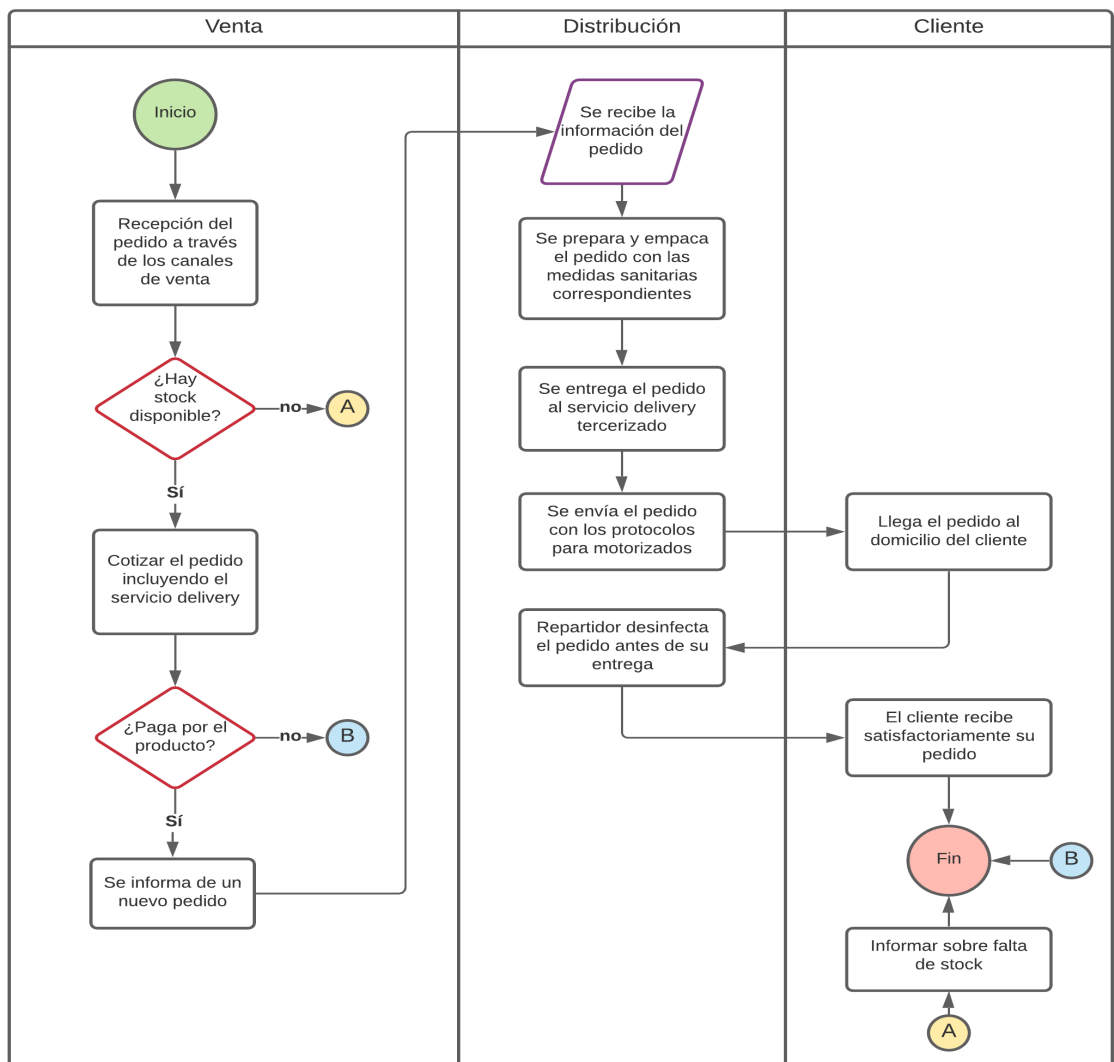 Venta
Distribución
Cliente
Inicio
Recepción del
pedido a través
de los canales
de venta
¿Hay
stock
disponible?
no
A
Sí
Cotizar el pedido
incluyendo el
servicio delivery
¿Paga por el
producto?
no
B
Sí
Se informa de un
nuevo pedido
Se recibe la
información del
pedido
Se prepara y empaca
el pedido con las
medidas sanitarias
correspondientes
Se entrega el pedido
al servicio delivery
tercerizado
Se envía el pedido
con los protocolos
para motorizados
Llega el pedido al
domicilio del cliente
Repartidor desinfecta
el pedido antes de su
entrega
El cliente recibe
satisfactoriamente su
pedido
Fin
B
Informar sobre falta
de stock
A